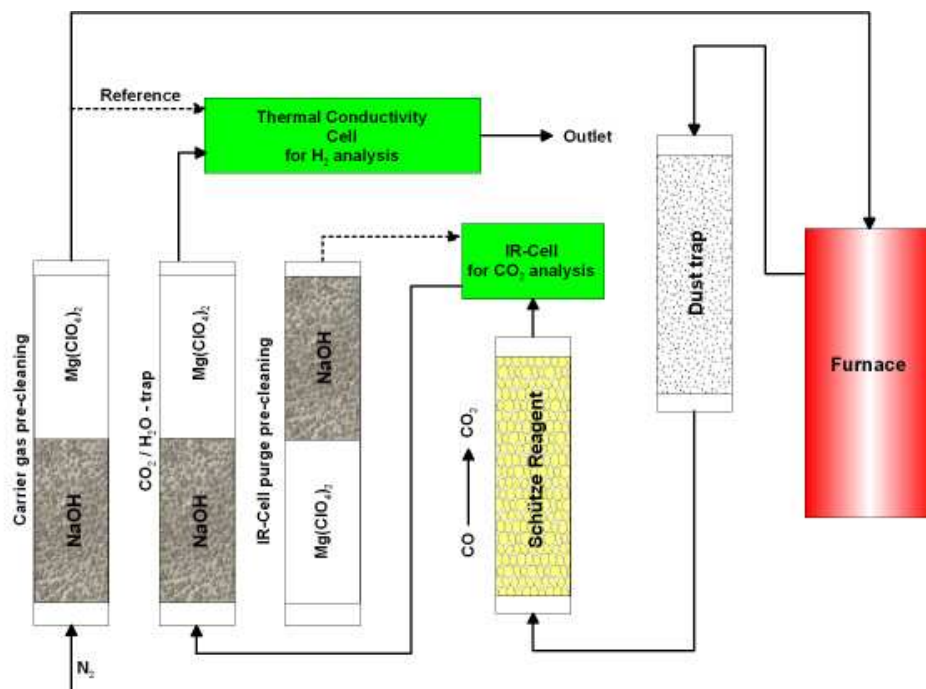 Reference
Thermal Conductivity
Cell
for H₂ analysis
Outlet
IR-Cell
for CO₂ analysis
Carrier gas pre-cleaning
Mg(ClO₄)₂
NaOH
N₂
CO₂ / H₂O - trap
Mg(ClO₄)₂
NaOH
IR-Cell purge pre-cleaning
NaOH
Mg(ClO₄)₂
CO
CO₂
Schütze Reagent
Dust trap
Furnace